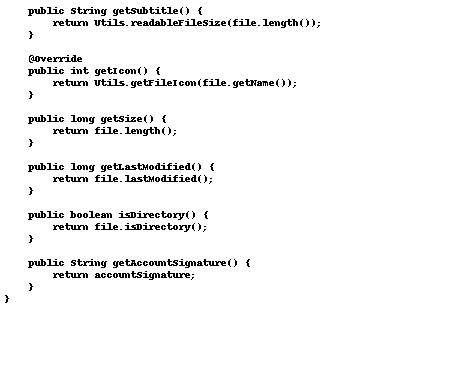 public String getSubtitle() {
        return Utils.readableFileSize(file.length());
    }

    @Override
    public int getIcon() {
        return Utils.getFileIcon(file.getName());
    }

    public long getSize() {
        return file.length();
    }

    public long getLastModified() {
        return file.lastModified();
    }

    public boolean isDirectory() {
        return file.isDirectory();
    }

    public String getAccountSignature() {
        return accountSignature;
    }
}